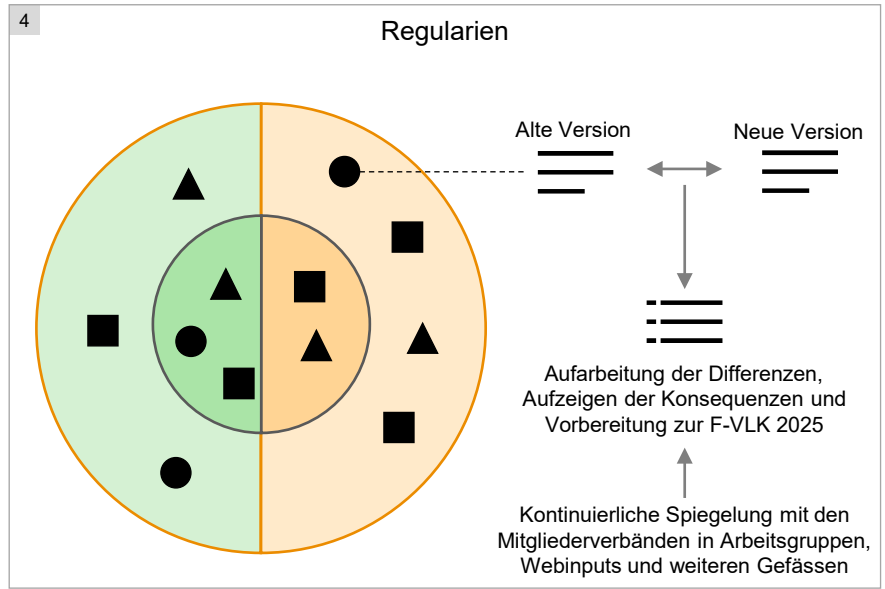 4
Regularien
Alte Version
Neue Version
Aufarbeitung der Differenzen,
Aufzeigen der Konsequenzen und
Vorbereitung zur F-VLK 2025
Kontinuierliche Spiegelung mit den
Mitgliederverbänden in Arbeitsgruppen,
Webinputs und weiteren Gefässen